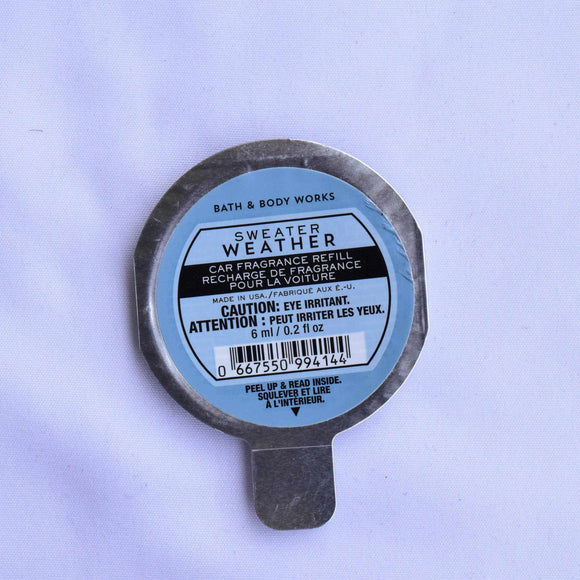 BATH & BODY WORKS
SWEATER
WEATHER
CAR FRAGRANCE REFILL
RECHARGE DE FRAGRANCE
POUR LA VOITURE
MADE IN USA./FABRIQUE AUX É.-U.
CAUTION: EYE IRRITANT.
ATTENTION : PEUT IRRITER LES YEUX.
6 ml / 0.2 fl oz
0 667550 994144
PEEL UP & READ INSIDE.
SOULEVER ET LIRE
À L'INTÉRIEUR.